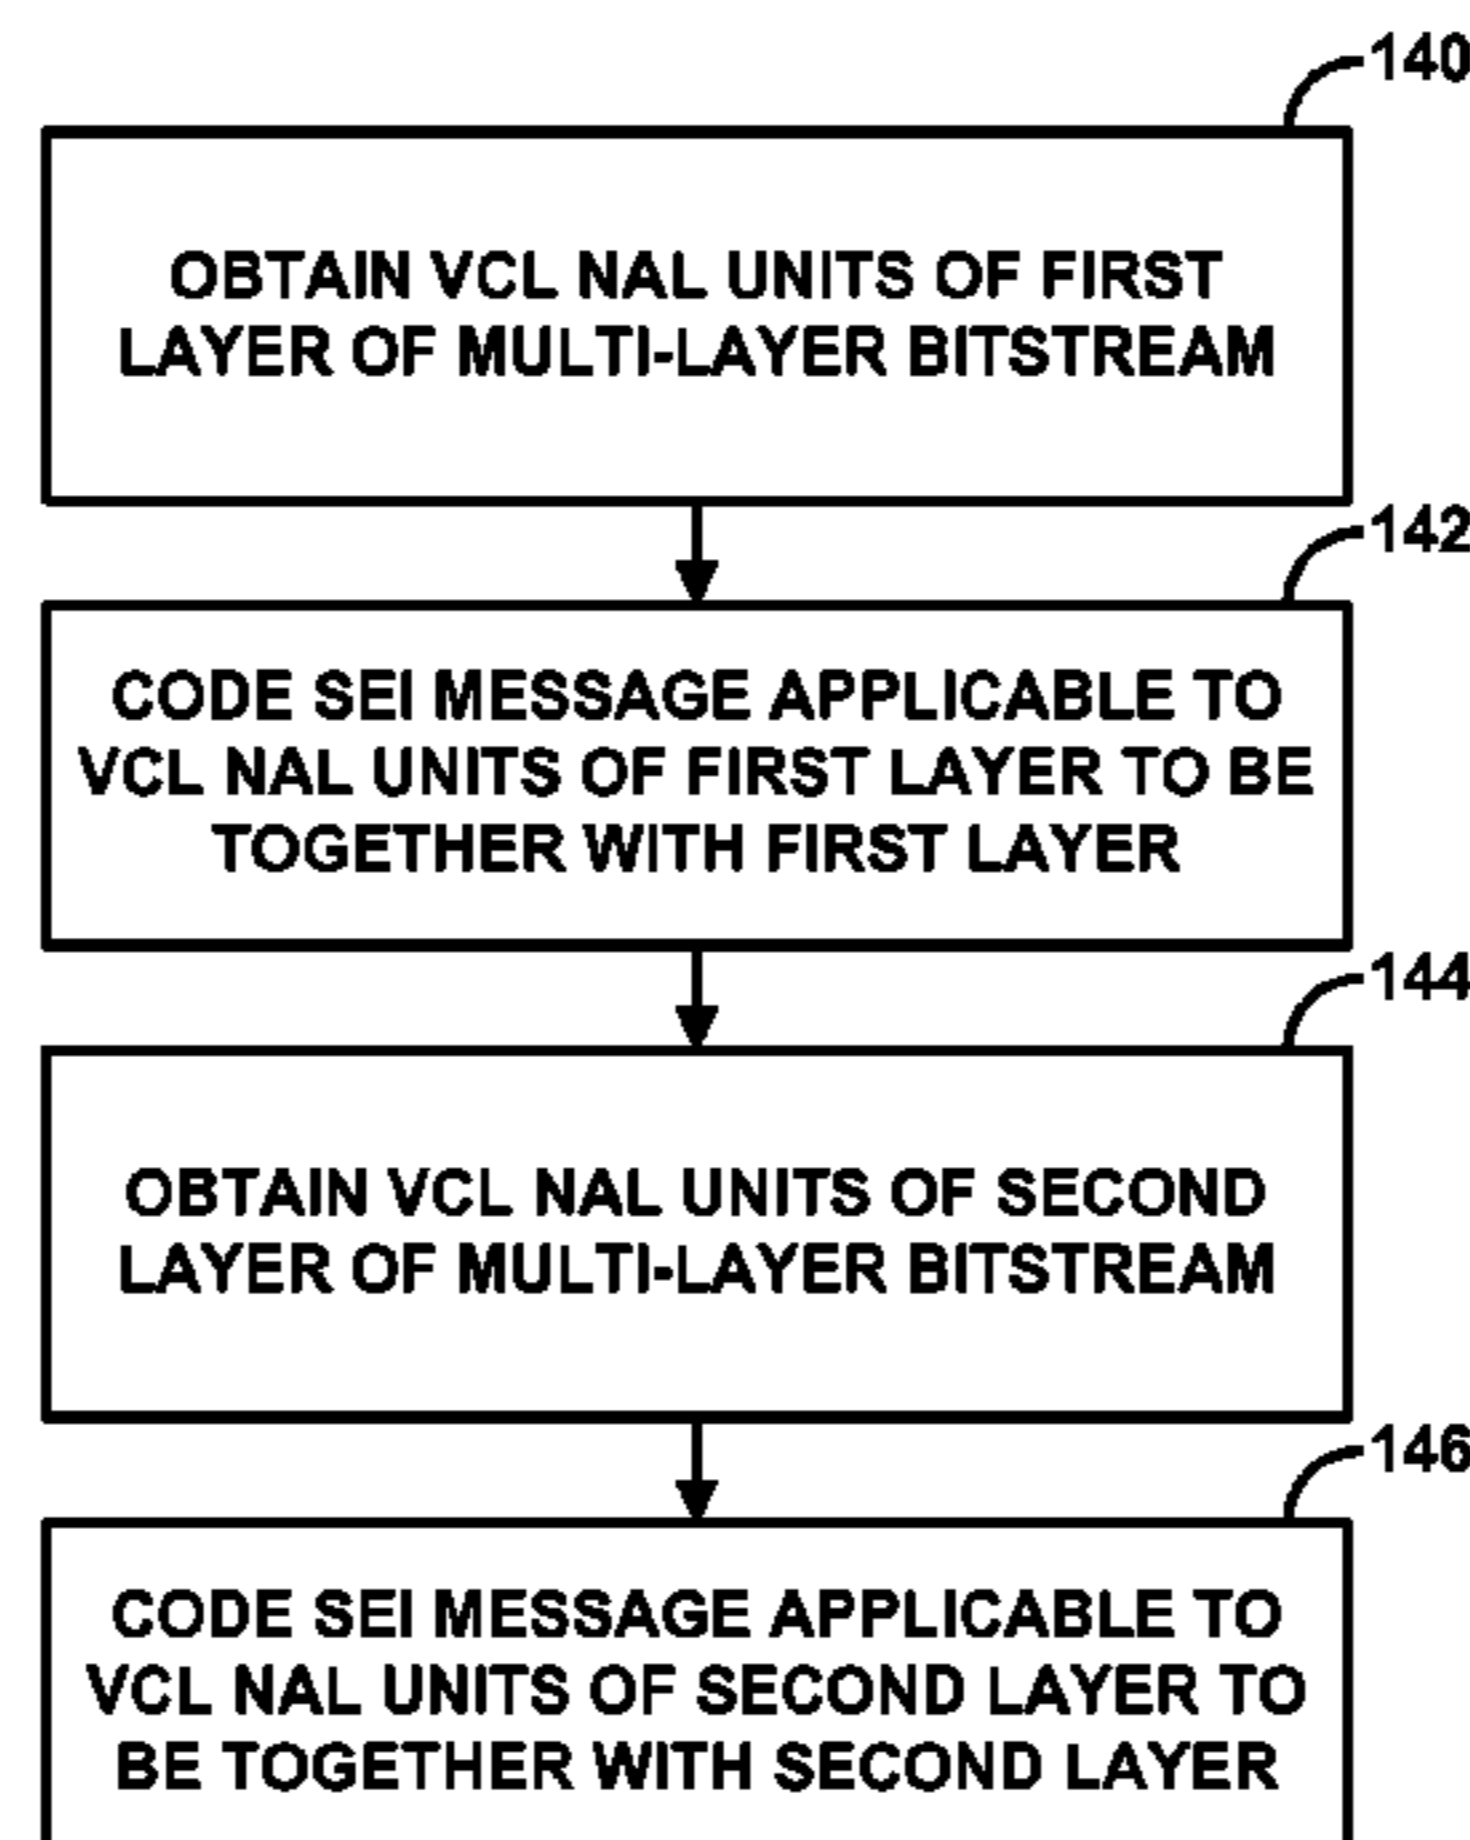 140
OBTAIN VCL NAL UNITS OF FIRST
LAYER OF MULTI-LAYER BITSTREAM
142
CODE SEI MESSAGE APPLICABLE TO
VCL NAL UNITS OF FIRST LAYER TO BE
TOGETHER WITH FIRST LAYER
144
OBTAIN VCL NAL UNITS OF SECOND
LAYER OF MULTI-LAYER BITSTREAM
146
CODE SEI MESSAGE APPLICABLE TO
VCL NAL UNITS OF SECOND LAYER TO
BE TOGETHER WITH SECOND LAYER